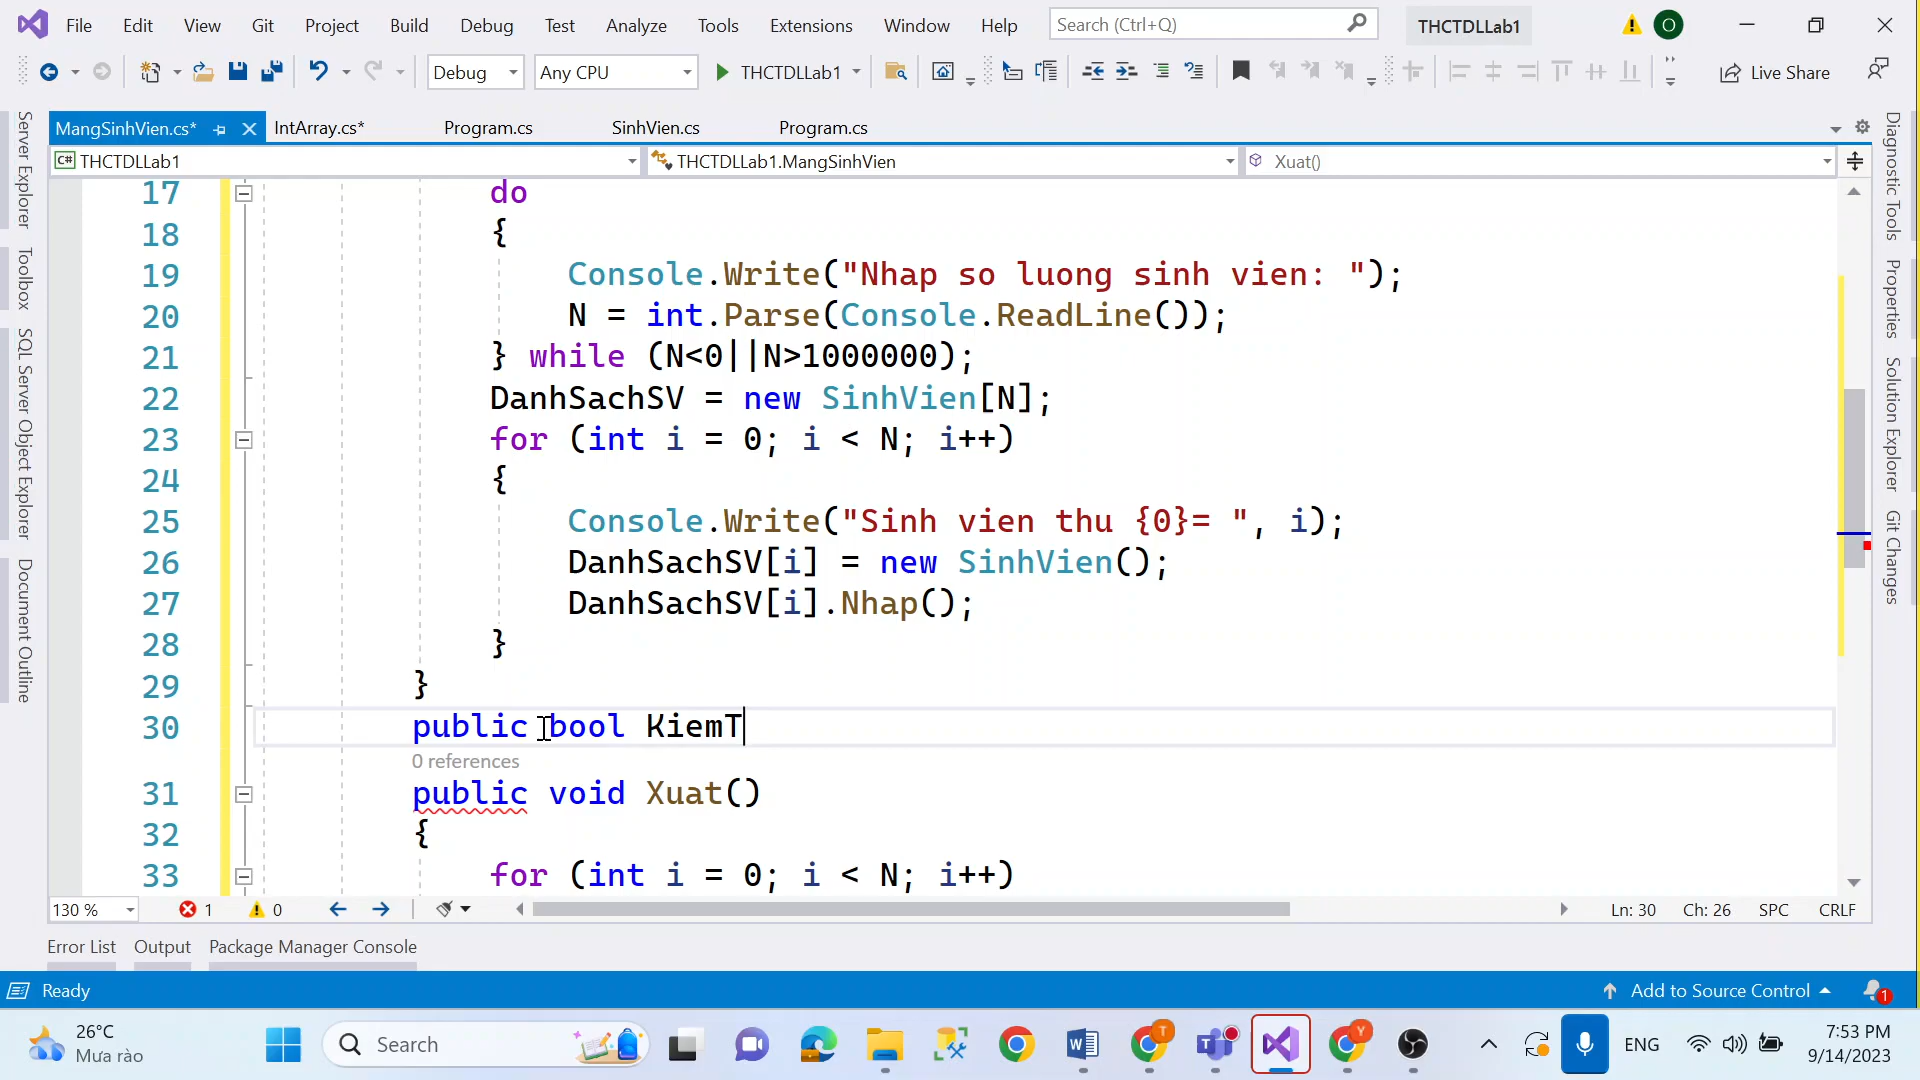 File Edit View Git Project Build Debug Test Analyze Tools Extensions Window Help Search (Ctrl+Q) THCTDLLab1 O
Debug Any CPU THCTDLLab1 Live Share
MangSinhVien.cs* IntArray.cs* Program.cs SinhVien.cs Program.cs
C# THCTDLLab1 THCTDLLab1.MangSinhVien Xuat()
Server Explorer
Toolbox
SQL Server Object Explorer
Document Outline
17 do
18 {
19 Console.Write("Nhap so luong sinh vien: ");
20 N = int.Parse(Console.ReadLine());
21 } while (N<0||N>1000000);
22 DanhSachSV = new SinhVien[N];
23 for (int i = 0; i < N; i++)
24 {
25 Console.Write("Sinh vien thu {0}= ", i);
26 DanhSachSV[i] = new SinhVien();
27 DanhSachSV[i].Nhap();
28 }
29 }
30 public bool KiemT
0 references
31 public void Xuat()
32 {
33 for (int i = 0; i < N; i++)
Diagnostic Tools
Properties
Solution Explorer
Git Changes
130 % 1 0 Ln: 30 Ch: 26 SPC CRLF
Error List Output Package Manager Console
Ready Add to Source Control 1
26°C
Mưa rào
Search
T
Y
ENG
7:53 PM
9/14/2023